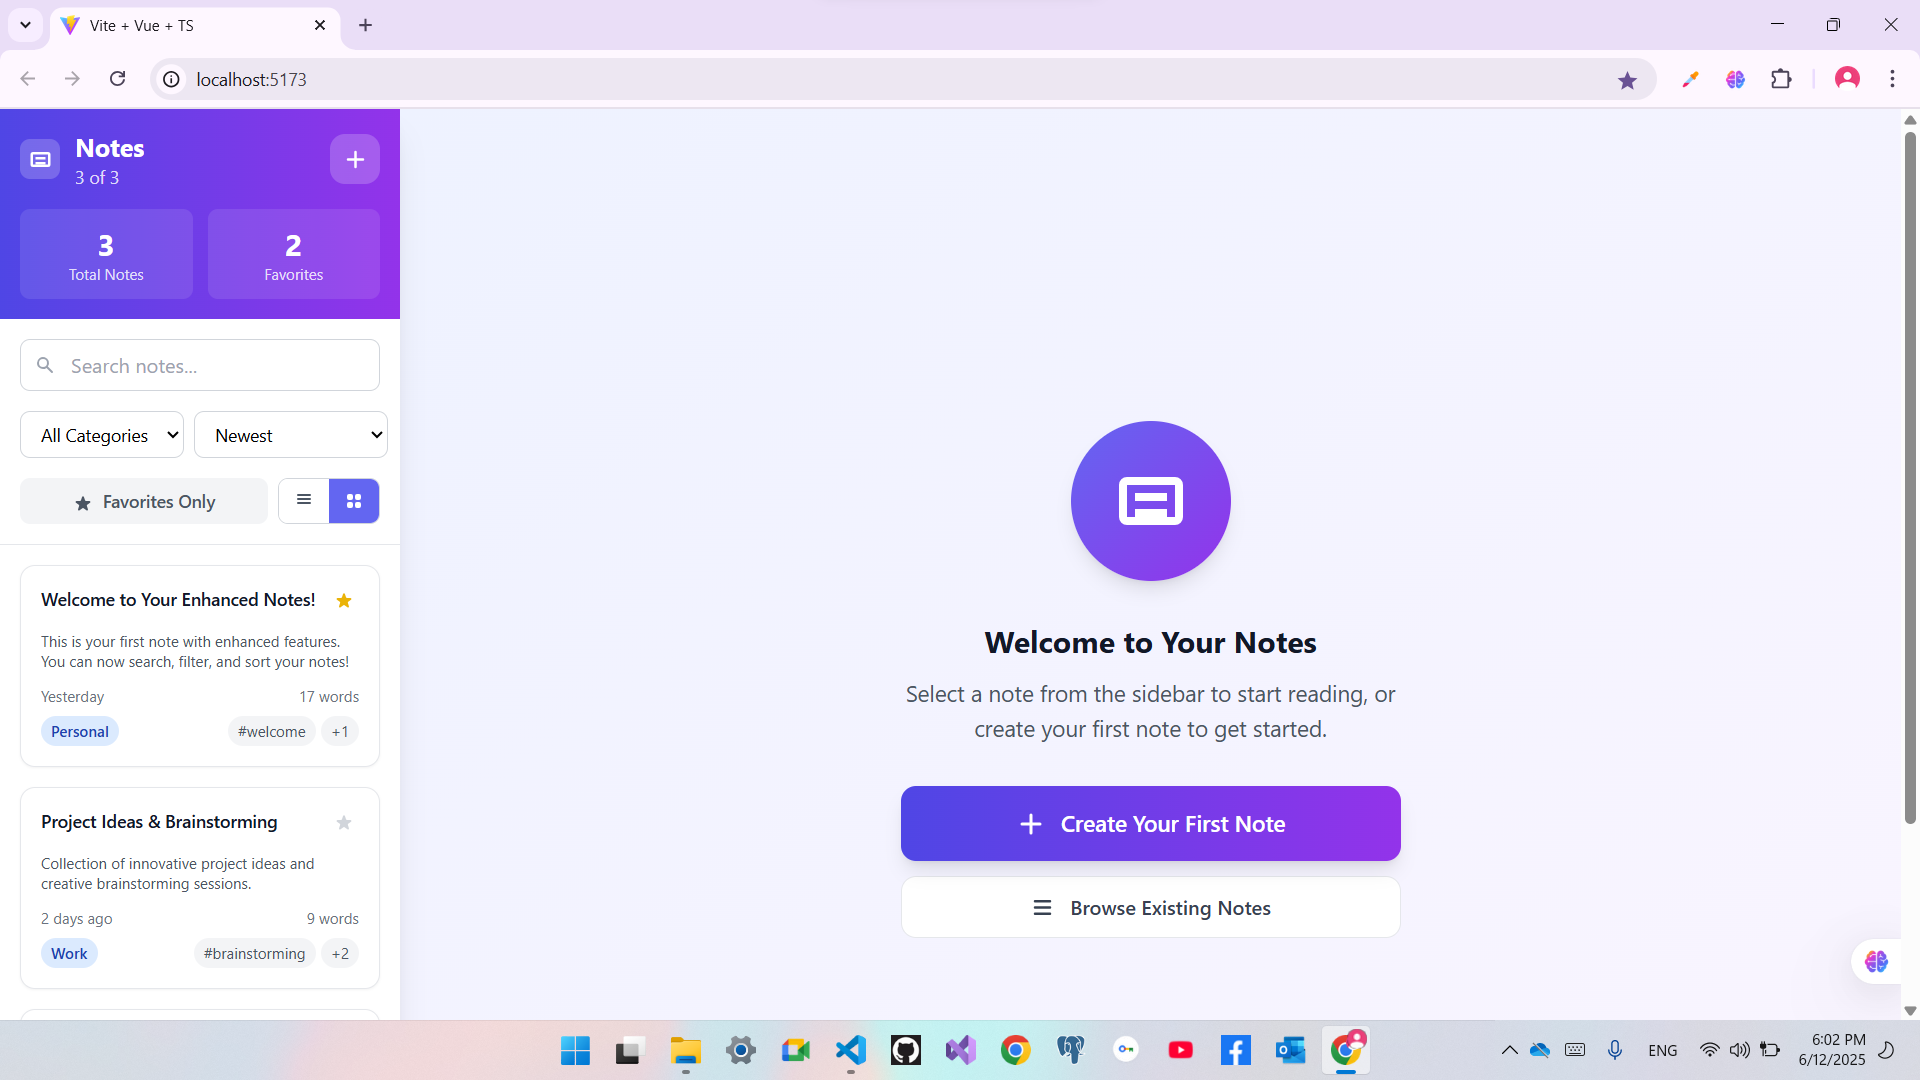 Vite + Vue + TS
localhost:5173
Notes
3 of 3
3
Total Notes
2
Favorites
Search notes...
All Categories
Newest
Favorites Only
Welcome to Your Enhanced Notes!
This is your first note with enhanced features.
You can now search, filter, and sort your notes!
Yesterday
17 words
Personal
#welcome
+1
Project Ideas & Brainstorming
Collection of innovative project ideas and
creative brainstorming sessions.
2 days ago
9 words
Work
#brainstorming
+2
Welcome to Your Notes
Select a note from the sidebar to start reading, or
create your first note to get started.
Create Your First Note
Browse Existing Notes
ENG
6:02 PM
6/12/2025